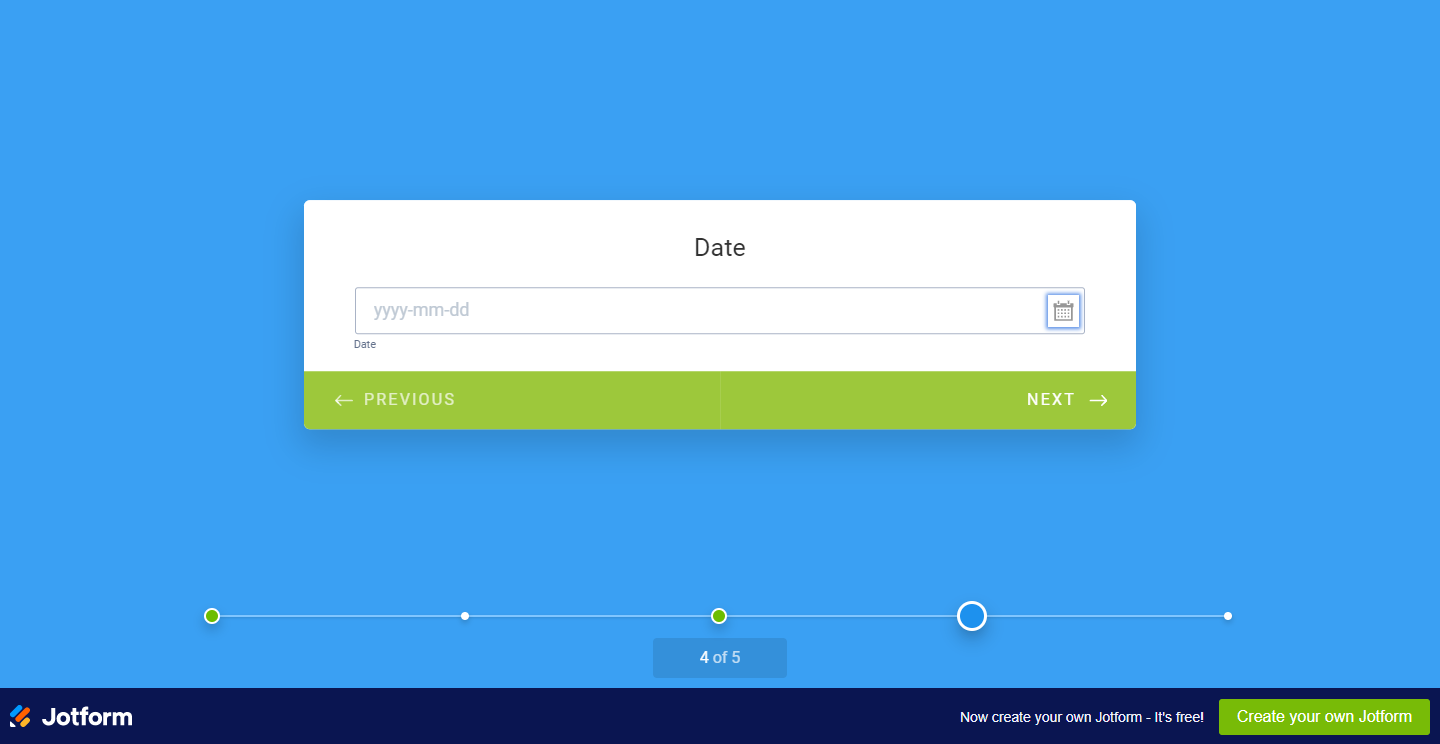 Date
yyyy-mm-dd
Date
PREVIOUS
NEXT
4 of 5
Jotform
Now create your own Jotform - It's free!
Create your own Jotform